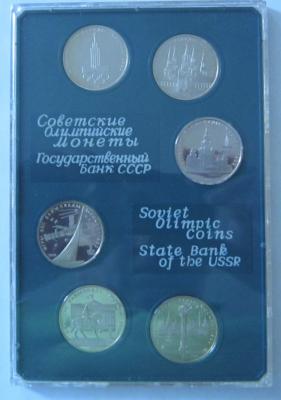 Советские
Олимпийские
монеты
Государственный
Банк СССР
Soviet
Olympic
Coins
State Bank
of the USSR